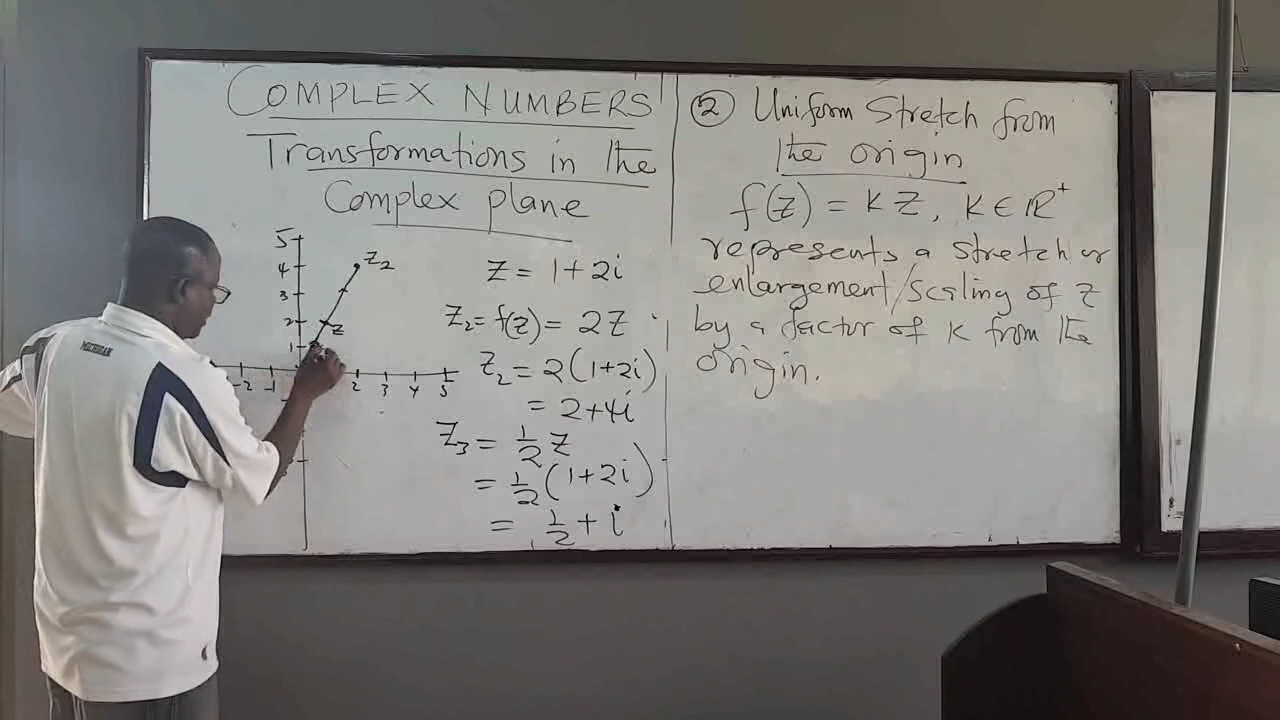 COMPLEX NUMBERS
Transformations in the
Complex plane
5
4
3
2
1
-2 -1 2 3 4 5
Z₂
Z
Z = 1+2i
Z₂ = f(Z) = 2Z
Z₂ = 2(1+2i)
= 2+4i
Z₃ = 1/2 Z
= 1/2 (1+2i)
= 1/2 + i
② Uniform Stretch from
the origin
f(Z) = KZ, K∈ℝ⁺
represents a stretch or
enlargement/scaling of Z
by a factor of K from the
origin.
MICHIGAN